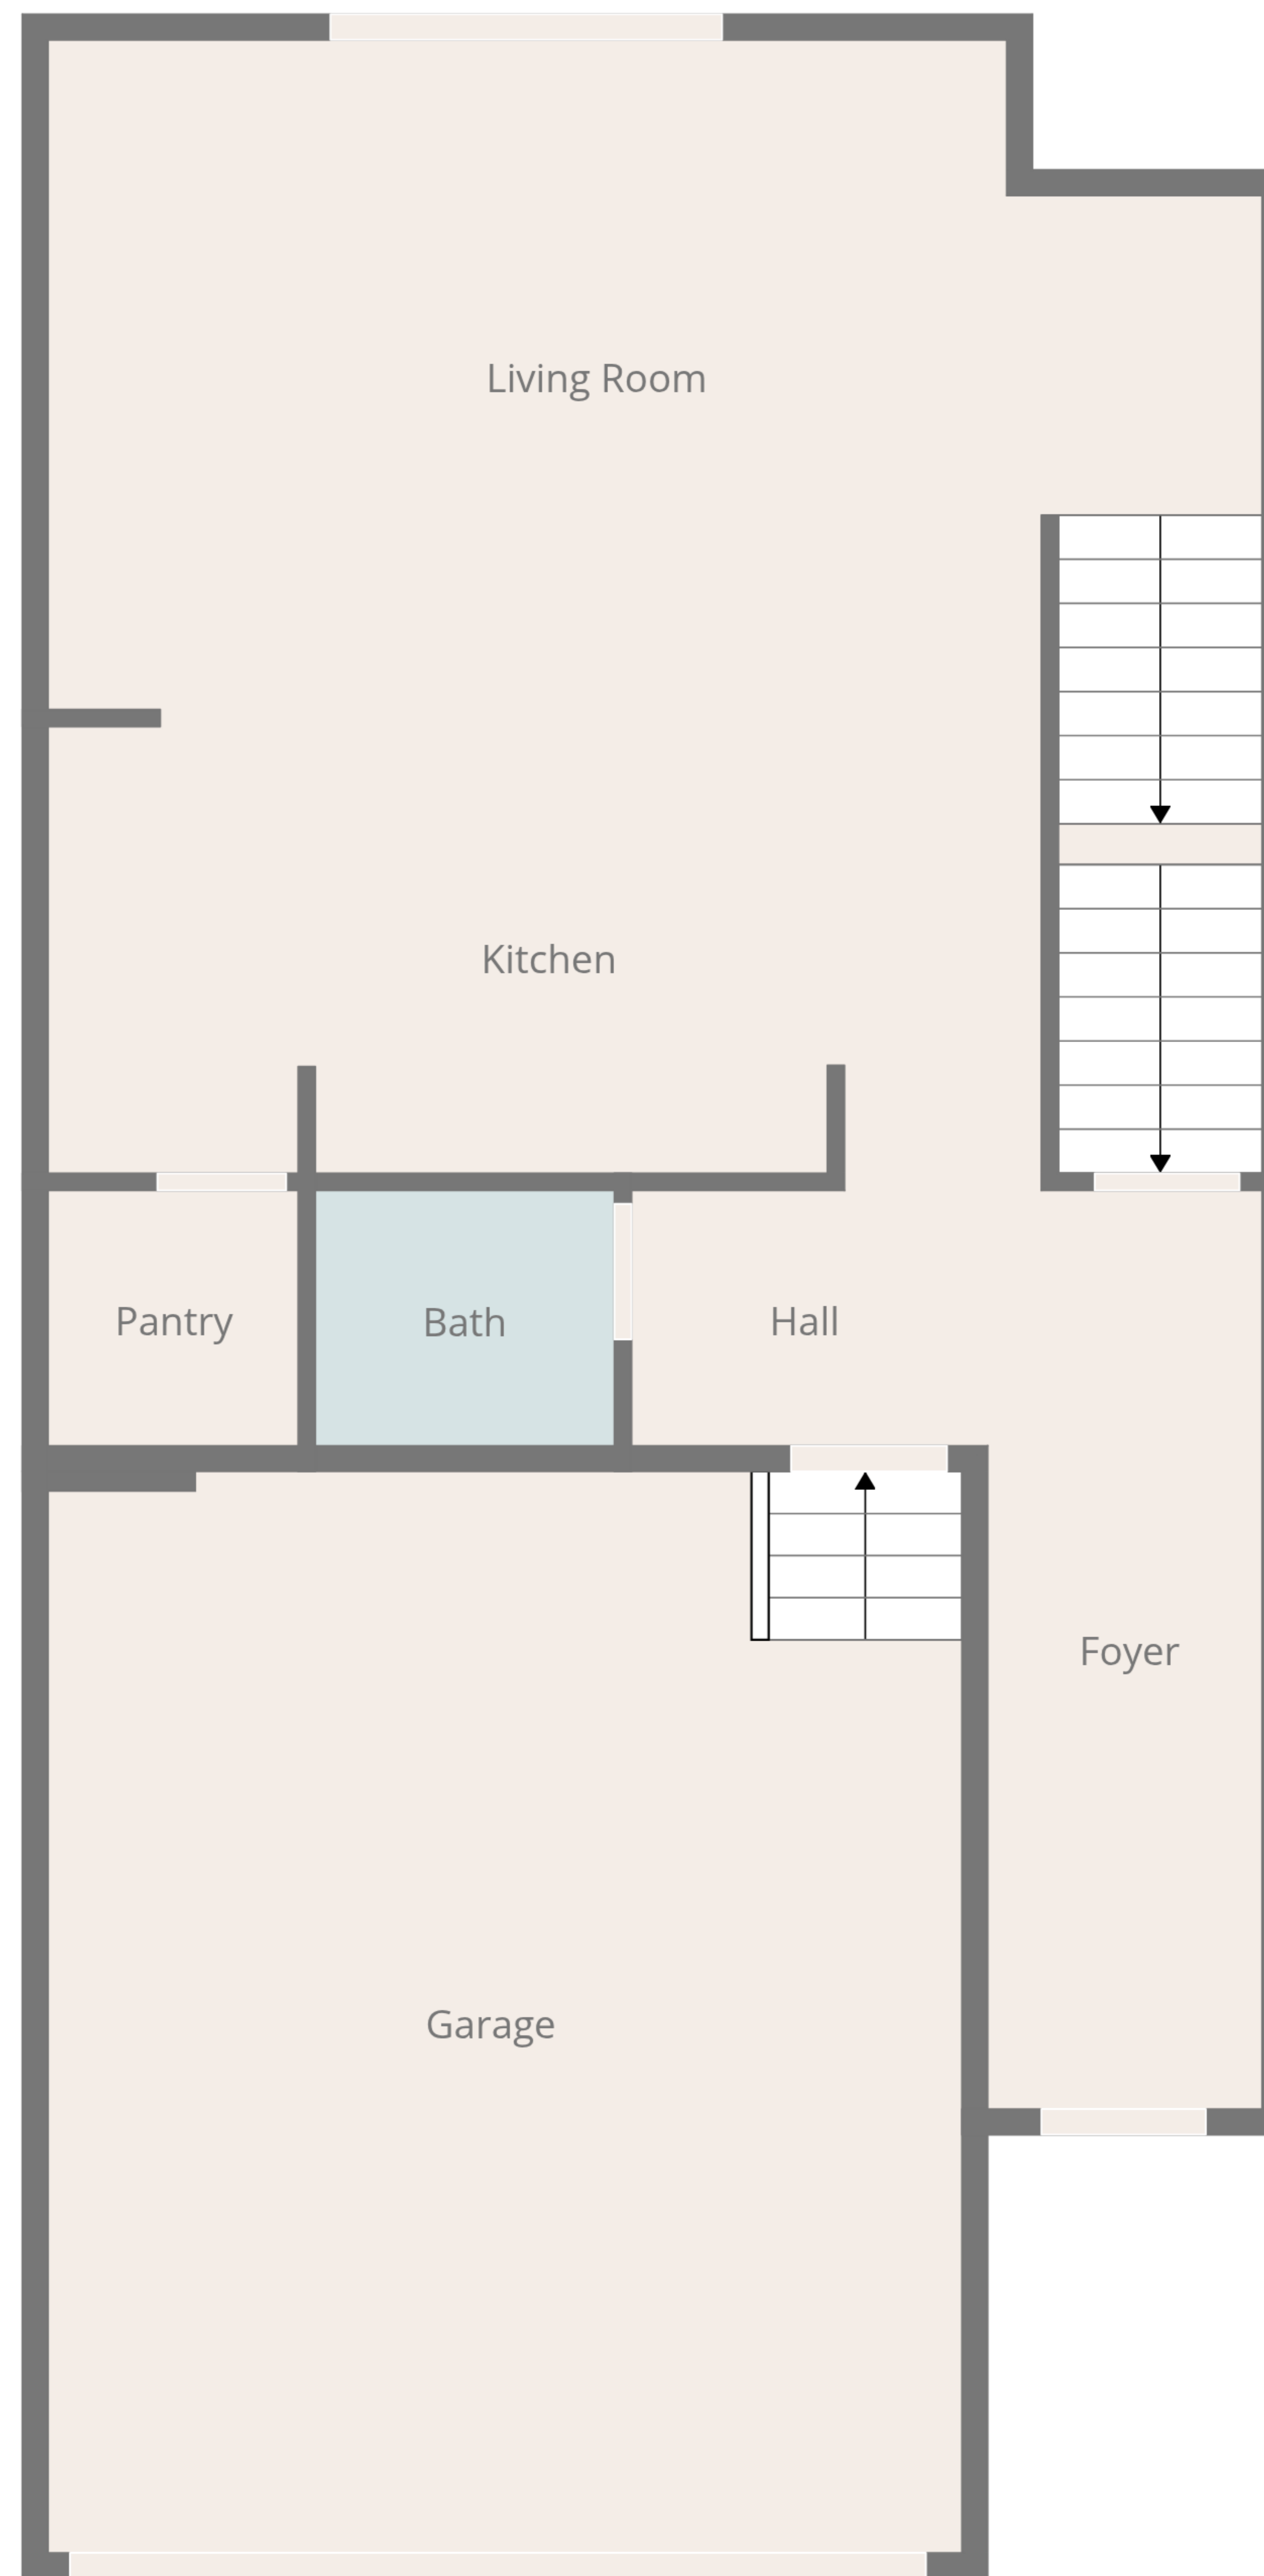 Living Room
Kitchen
Pantry
Bath
Hall
Foyer
Garage